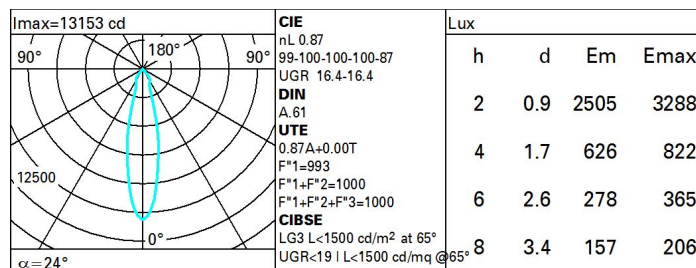 Imax=13153 cd
90° 180° 90°
12500
0°
α=24°
CIE
nL 0.87
99-100-100-100-87
UGR 16.4-16.4
DIN
A.61
UTE
0.87A+0.00T
F"1=993
F"1+F"2=1000
F"1+F"2+F"3=1000
CIBSE
LG3 L<1500 cd/m² at 65°
UGR<19 | L<1500 cd/mq @65°
Lux
h d Em Emax
2 0.9 2505 3288
4 1.7 626 822
6 2.6 278 365
8 3.4 157 206